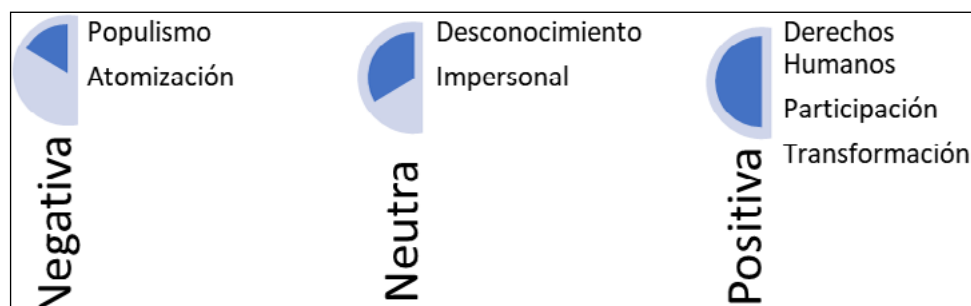 Negativa
Populismo
Atomización
Neutra
Desconocimiento
Impersonal
Positiva
Derechos
Humanos
Participación
Transformación